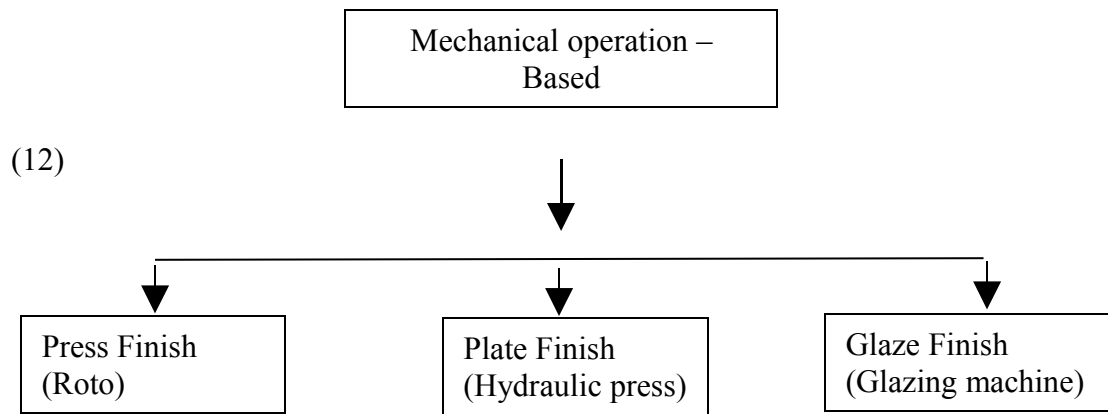 Mechanical operation –
Based
(12)
Press Finish
(Roto)
Plate Finish
(Hydraulic press)
Glaze Finish
(Glazing machine)